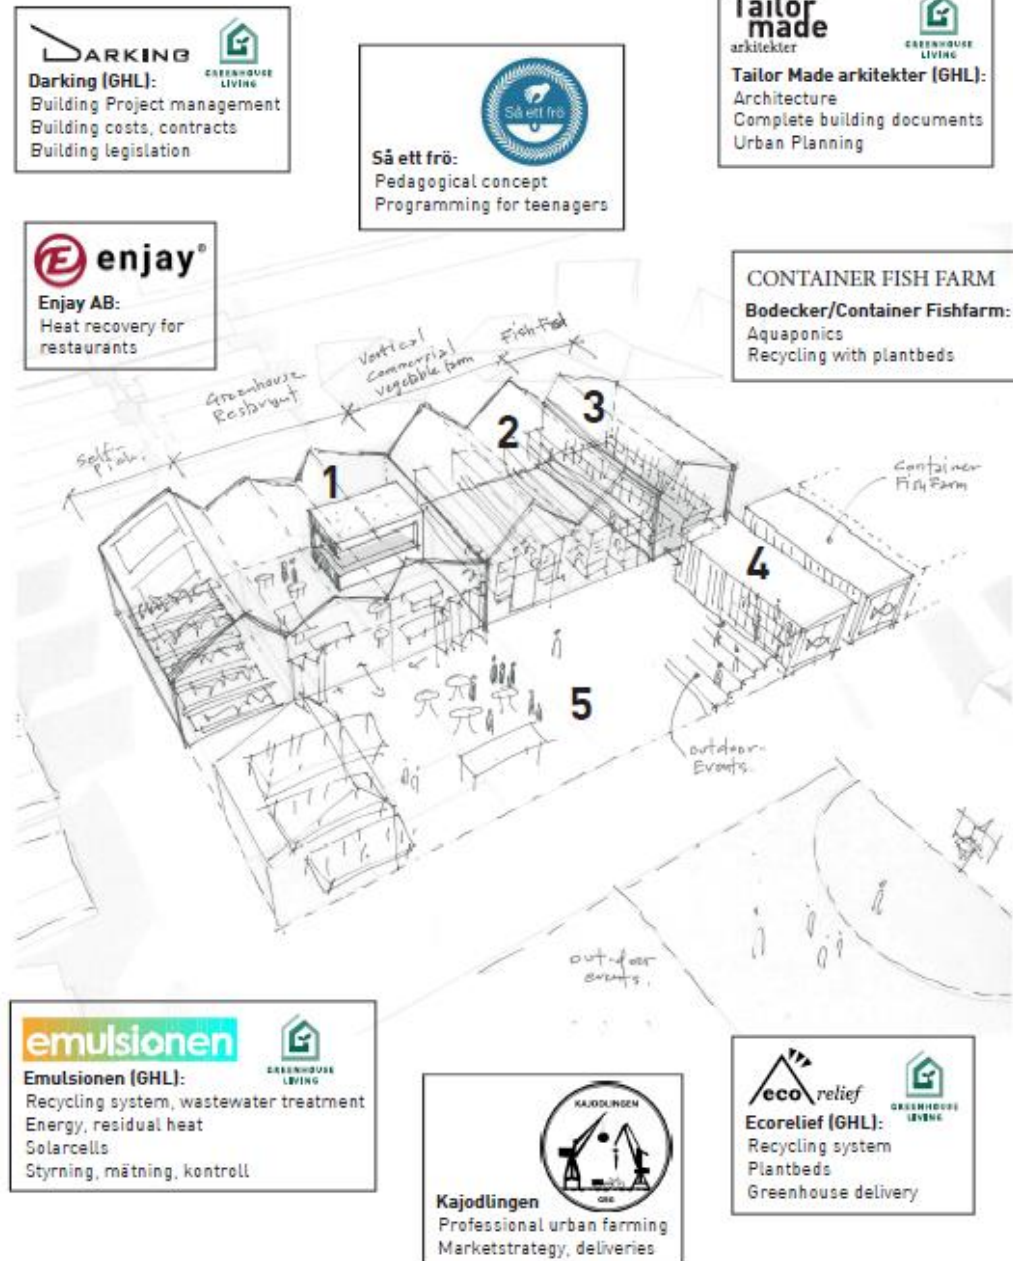 DARKING
GREENHOUSE
LIVING
Darking (GHL):
Building Project management
Building costs, contracts
Building legislation
Så ett frö
Så ett frö:
Pedagogical concept
Programming for teenagers
Tailor
made
arkitekter
GREENHOUSE
LIVING
Tailor Made arkitekter (GHL):
Architecture
Complete building documents
Urban Planning
enjay®
Enjay AB:
Heat recovery for
restaurants
CONTAINER FISH FARM
Bodecker/Container Fishfarm:
Aquaponics
Recycling with plantbeds
self-
pick.
Greenhouse
Restaurant
Vertical
commercial
vegetable farm
1
2
3
4
5
Container
Fish Farm
outdoor-
Events.
out-door
events.
emulsionen
GREENHOUSE
LIVING
Emulsionen (GHL):
Recycling system, wastewater treatment
Energy, residual heat
Solarcells
Styrning, mätning, kontroll
KAJODLINGEN
GBG
Kajodlingen
Professional urban farming
Marketstrategy, deliveries
eco relief
GREENHOUSE
LIVING
Ecorelief (GHL):
Recycling system
Plantbeds
Greenhouse delivery